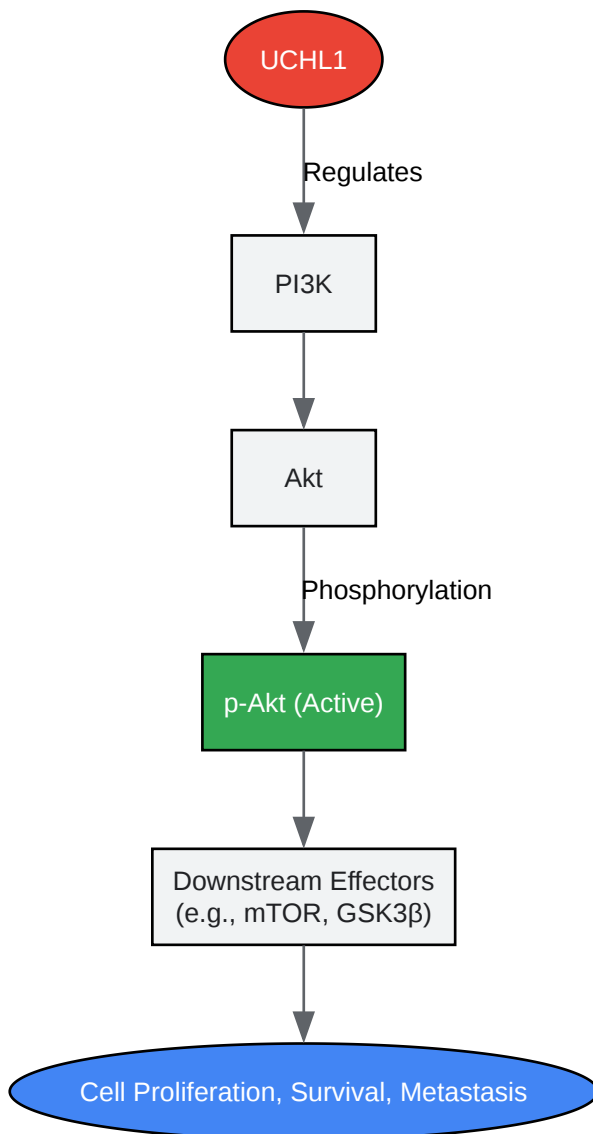 UCHL1
Regulates
PI3K
Akt
Phosphorylation
p-Akt (Active)
Downstream Effectors
(e.g., mTOR, GSK3β)
Cell Proliferation, Survival, Metastasis